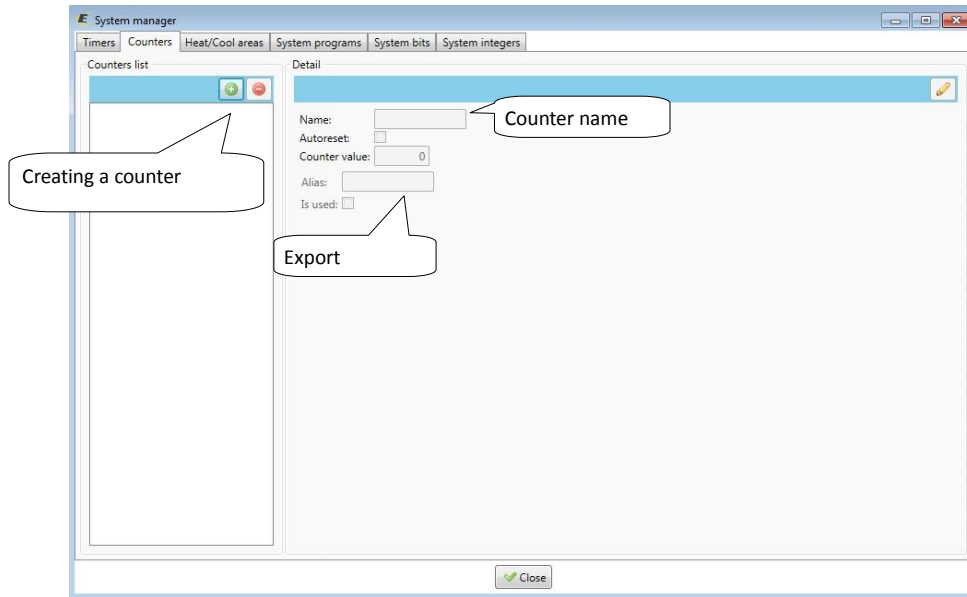 System manager
Timers Counters Heat/Cool areas System programs System bits System integers
Counters list
Detail
Name:
Counter name
Autoreset:
Counter value: 0
Creating a counter
Alias:
Is used:
Export
Close